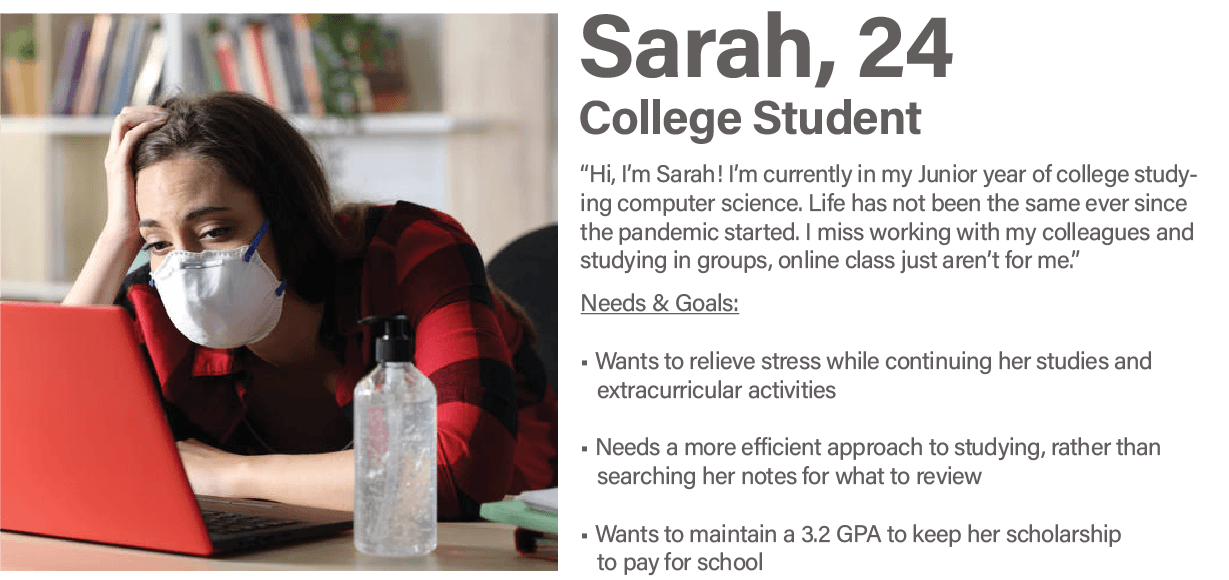 Sarah, 24
College Student
“Hi, I’m Sarah! I’m currently in my Junior year of college study-
ing computer science. Life has not been the same ever since
the pandemic started. I miss working with my colleagues and
studying in groups, online class just aren’t for me.”
Needs & Goals:
▪ Wants to relieve stress while continuing her studies and
extracurricular activities
▪ Needs a more efficient approach to studying, rather than
searching her notes for what to review
▪ Wants to maintain a 3.2 GPA to keep her scholarship
to pay for school